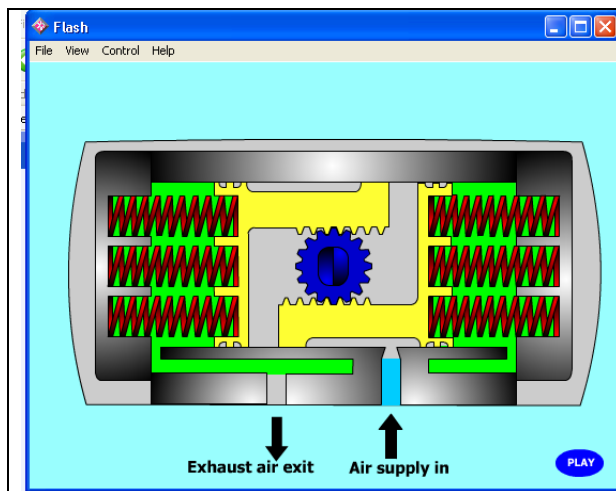 Flash
File View Control Help
Exhaust air exit
Air supply in
PLAY